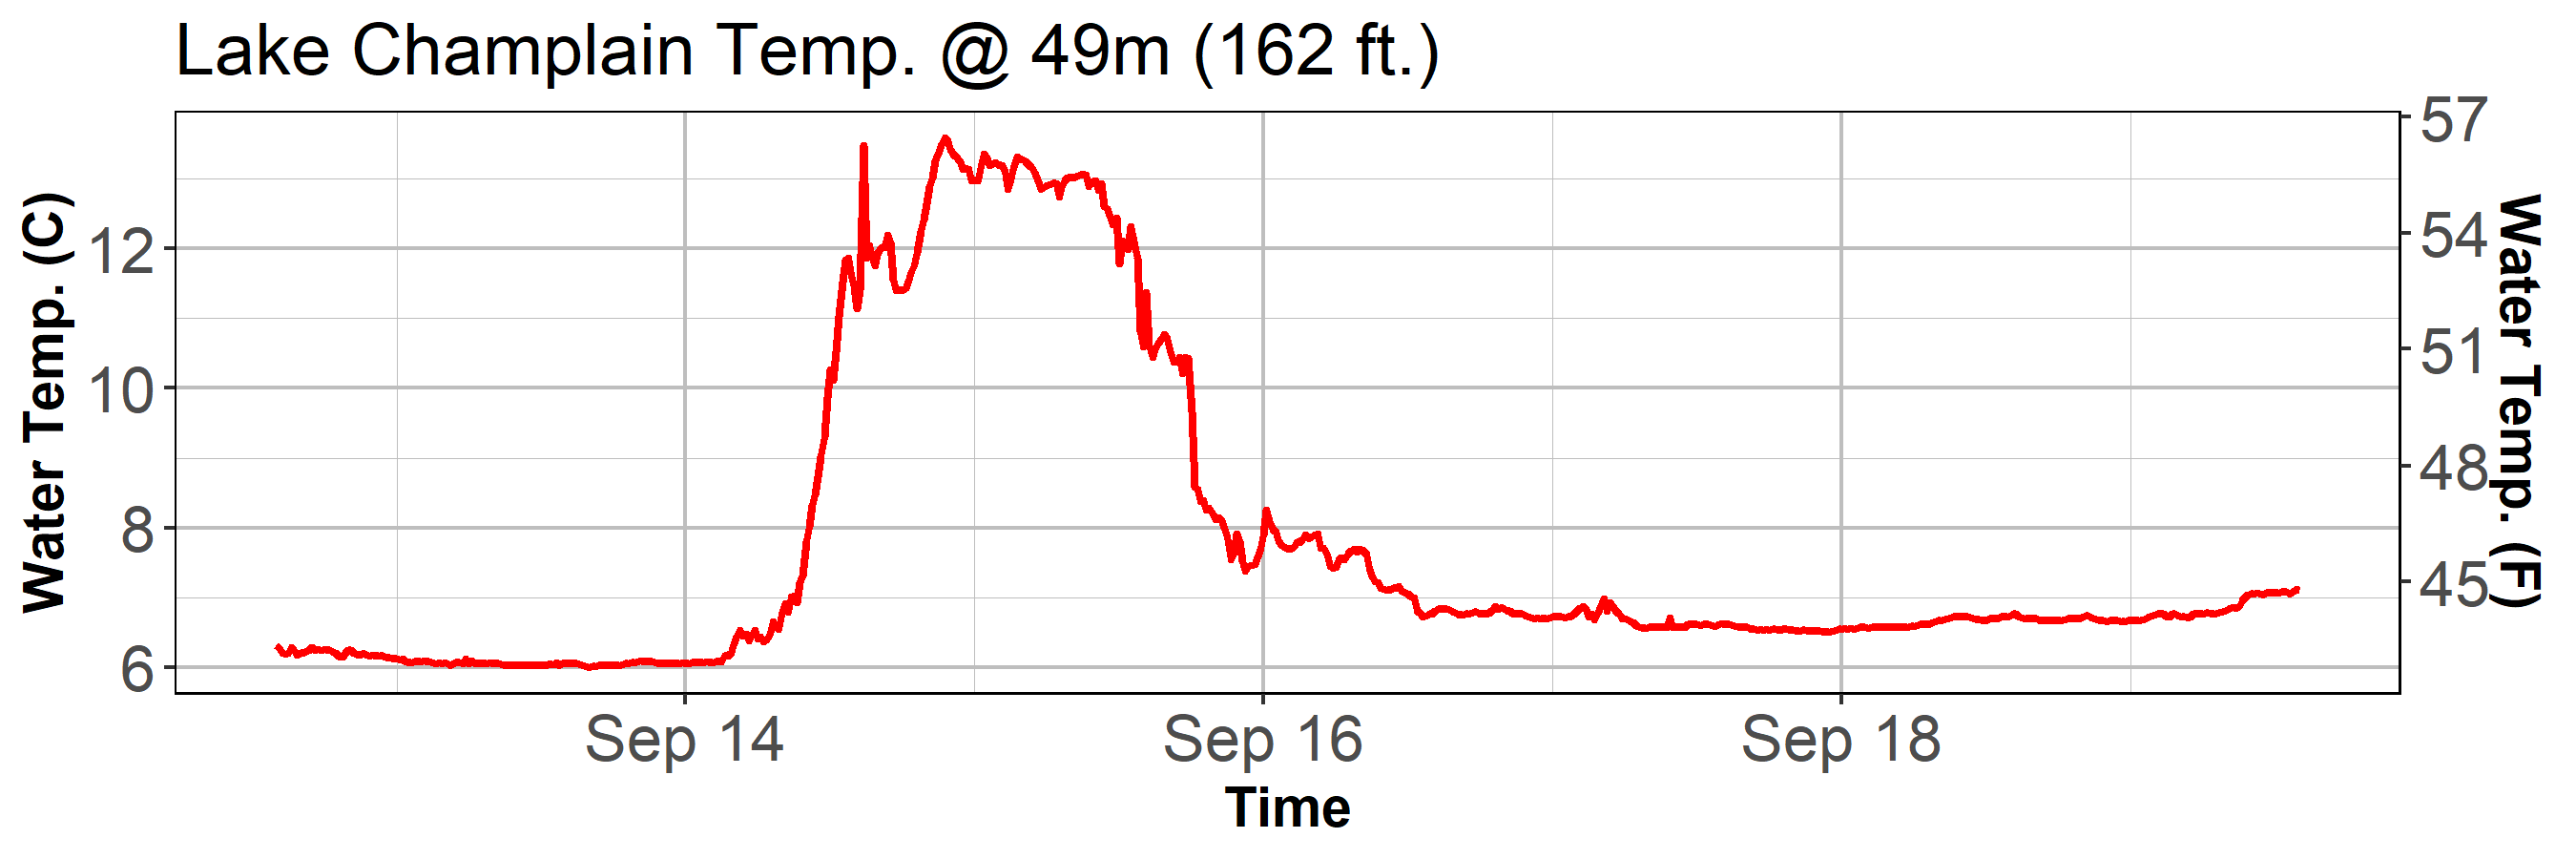 Lake Champlain Temp. @ 49m (162 ft.)
Water Temp. (C)
12
10
8
6
57
54
51
48
45
Water Temp. (F)
Sep 14
Sep 16
Sep 18
Time